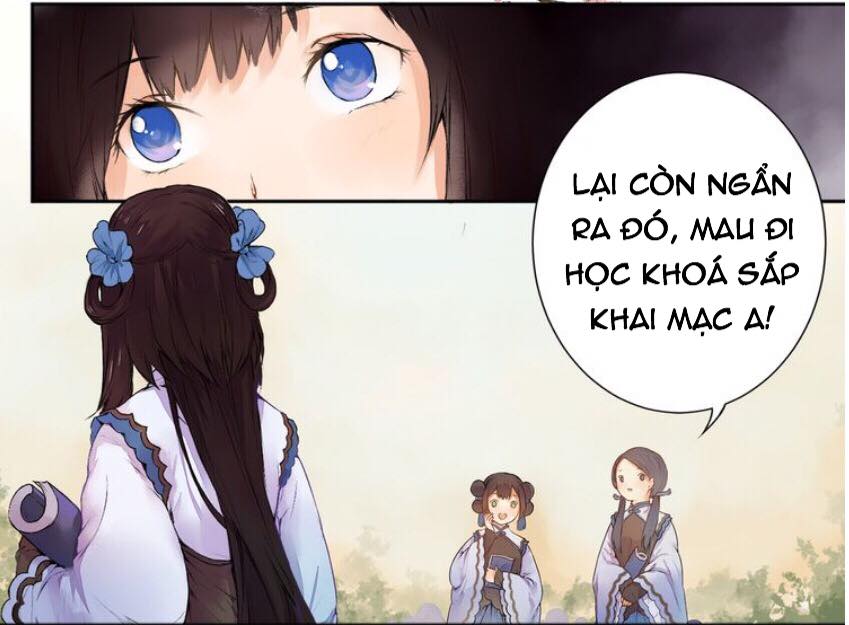 LẠI CÒN NGẨN
RA ĐÓ, MAU ĐI
HỌC KHOÁ SẮP
KHAI MẠC A!